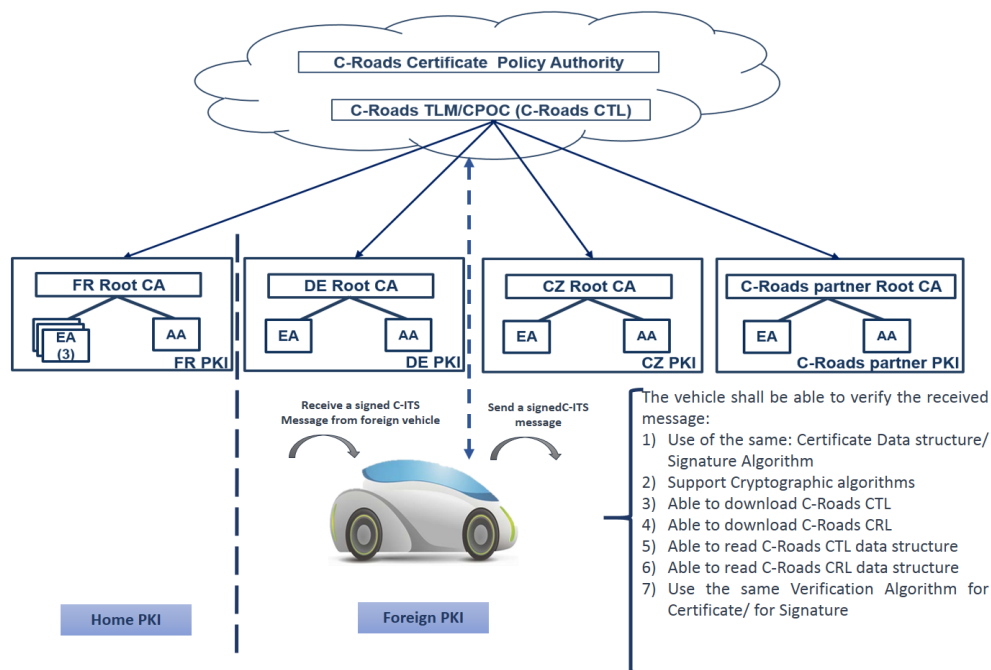 C-Roads Certificate Policy Authority
C-Roads TLM/CPOC (C-Roads CTL)
FR Root CA
EA
(3)
AA
FR PKI
DE Root CA
EA
AA
DE PKI
CZ Root CA
EA
AA
CZ PKI
C-Roads partner Root CA
EA
AA
C-Roads partner PKI
Receive a signed C-ITS
Message from foreign vehicle
Send a signedC-ITS
message
The vehicle shall be able to verify the received
message:
1) Use of the same: Certificate Data structure/
Signature Algorithm
2) Support Cryptographic algorithms
3) Able to download C-Roads CTL
4) Able to download C-Roads CRL
5) Able to read C-Roads CTL data structure
6) Able to read C-Roads CRL data structure
7) Use the same Verification Algorithm for
Certificate/ for Signature
Home PKI
Foreign PKI